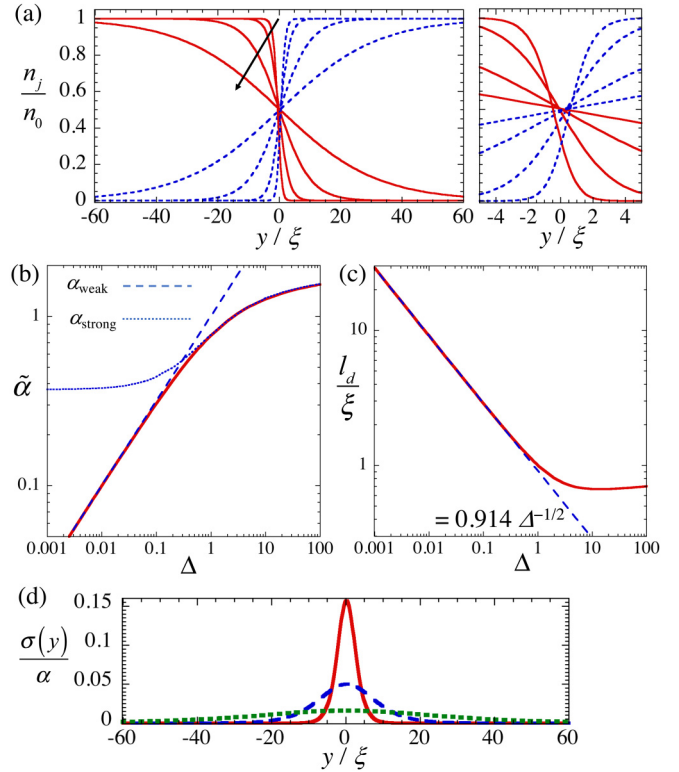 (a)
n_j / n_0
1
0.8
0.6
0.4
0.2
0
-60 -40 -20 0 20 40 60
y / ξ
-4 -2 0 2 4
y / ξ
(b)
α_weak
α_strong
α̃
1
0.1
0.001 0.01 0.1 1 10 100
Δ
(c)
l_d / ξ
10
1
= 0.914 Δ^{-1/2}
0.001 0.01 0.1 1 10 100
Δ
(d)
σ(y) / α
0.15
0.1
0.05
0
-60 -40 -20 0 20 40 60
y / ξ